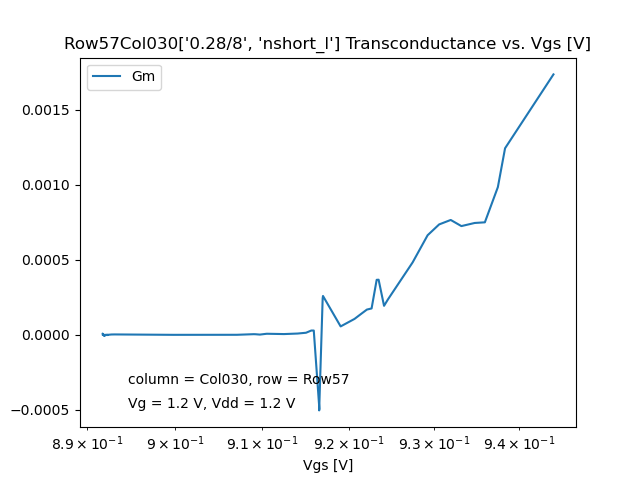 Row57Col030['0.28/8', 'nshort_l'] Transconductance vs. Vgs [V]
Gm
0.0015
0.0010
0.0005
0.0000
−0.0005
column = Col030, row = Row57
Vg = 1.2 V, Vdd = 1.2 V
8.9 × 10⁻¹ 9 × 10⁻¹ 9.1 × 10⁻¹ 9.2 × 10⁻¹ 9.3 × 10⁻¹ 9.4 × 10⁻¹
Vgs [V]